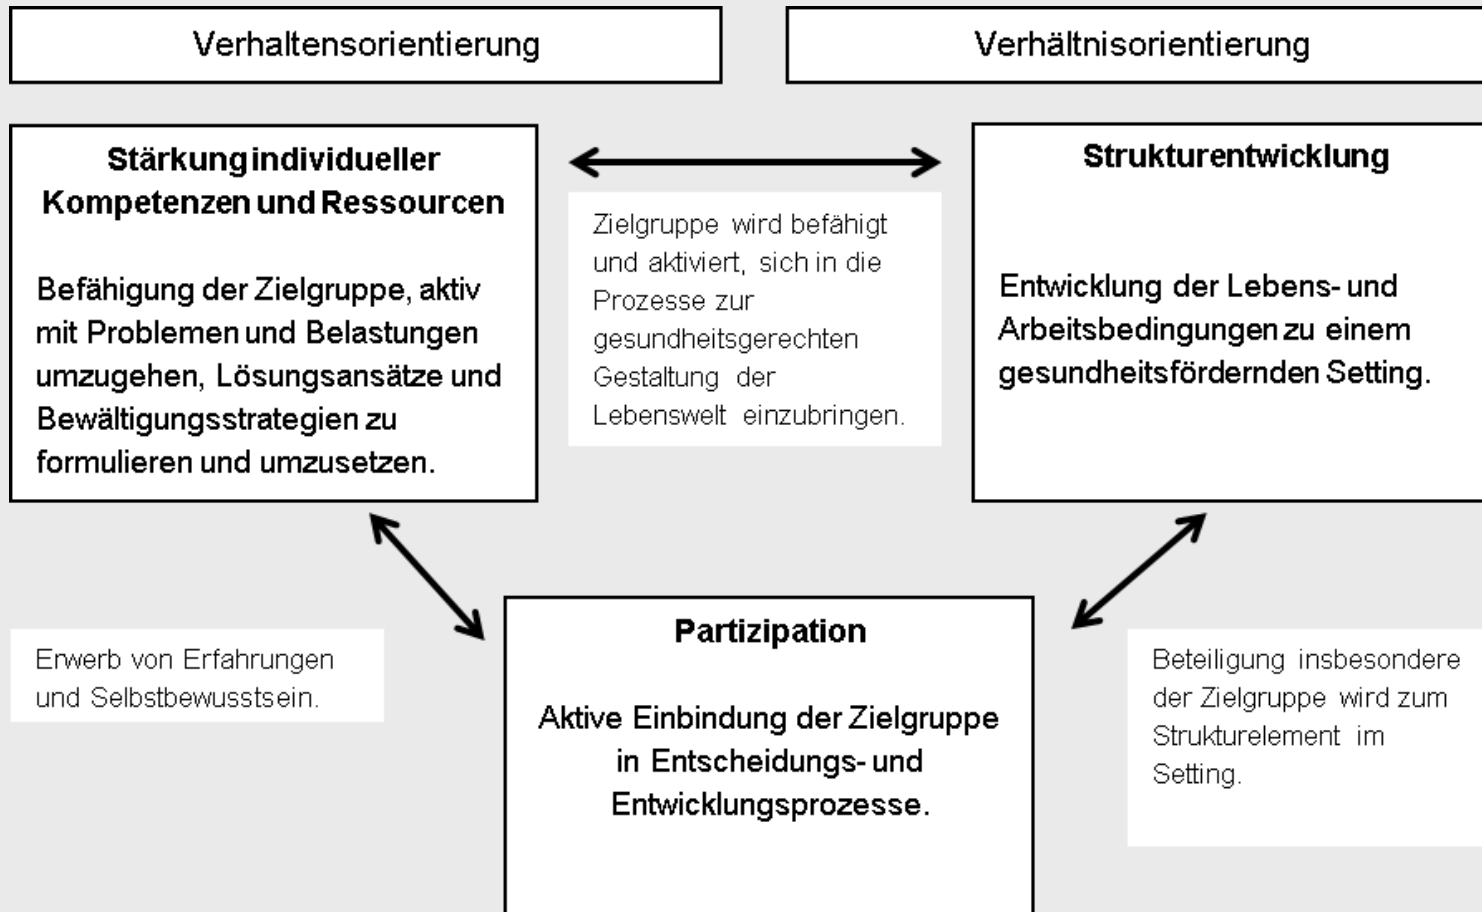 Verhaltensorientierung
Verhältnisorientierung
Stärkung individueller
Kompetenzen und Ressourcen
Befähigung der Zielgruppe, aktiv
mit Problemen und Belastungen
umzugehen, Lösungsansätze und
Bewältigungsstrategien zu
formulieren und umzusetzen.
Zielgruppe wird befähigt
und aktiviert, sich in die
Prozesse zur
gesundheitsgerechten
Gestaltung der
Lebenswelt einzubringen.
Strukturentwicklung
Entwicklung der Lebens- und
Arbeitsbedingungen zu einem
gesundheitsfördernden Setting.
Erwerb von Erfahrungen
und Selbstbewusstsein.
Partizipation
Aktive Einbindung der Zielgruppe
in Entscheidungs- und
Entwicklungsprozesse.
Beteiligung insbesondere
der Zielgruppe wird zum
Strukturelement im
Setting.